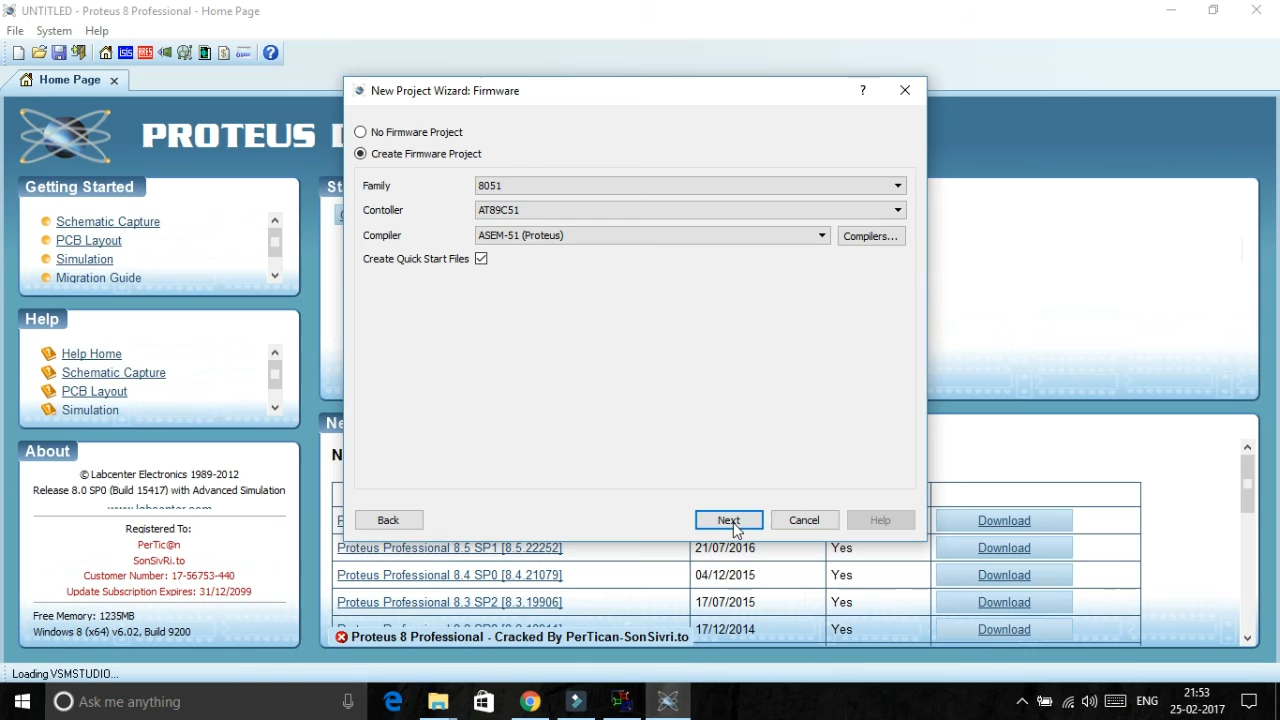 UNTITLED - Proteus 8 Professional - Home Page
File System Help
Home Page
New Project Wizard: Firmware
?
PROTEUS D
No Firmware Project
Create Firmware Project
Family 8051
Contoller AT89C51
Compiler ASEM-51 (Proteus) Compilers...
Create Quick Start Files
Back Next Cancel Help
Getting Started
Schematic Capture
PCB Layout
Simulation
Migration Guide
Help
Help Home
Schematic Capture
PCB Layout
Simulation
About
© Labcenter Electronics 1989-2012
Release 8.0 SP0 (Build 15417) with Advanced Simulation
Registered To:
PerTic@n
SonSivRi.to
Customer Number: 17-56753-440
Update Subscription Expires: 31/12/2099
Free Memory: 1235MB
Windows 8 (x64) v6.02, Build 9200
St
Ne
N
Download
Proteus Professional 8.5 SP1 [8.5.22252] 21/07/2016 Yes Download
Proteus Professional 8.4 SP0 [8.4.21079] 04/12/2015 Yes Download
Proteus Professional 8.3 SP2 [8.3.19906] 17/07/2015 Yes Download
17/12/2014 Yes Download
Proteus 8 Professional - Cracked By PerTican-SonSivri.to
Loading VSMSTUDIO...
Ask me anything
ENG
21:53
25-02-2017